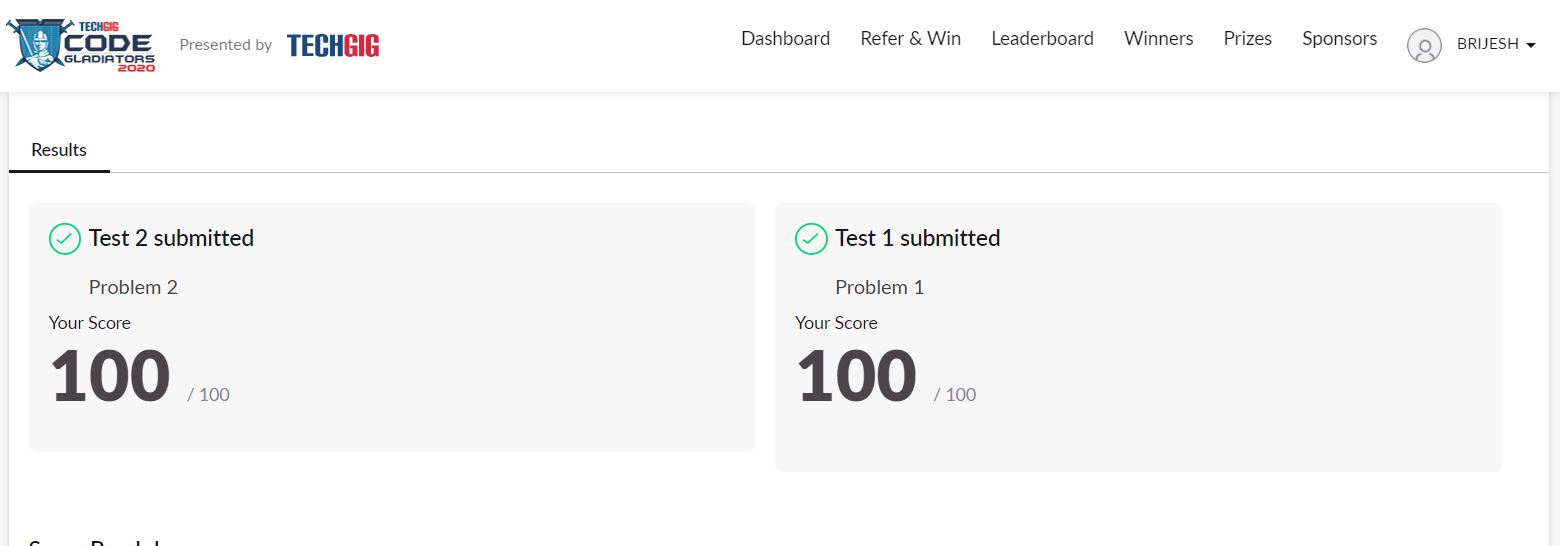 TECHGIG
CODE
GLADIATORS
2020
Presented by TECHGIG
Dashboard Refer & Win Leaderboard Winners Prizes Sponsors BRIJESH
Results
Test 2 submitted
Problem 2
Your Score
100 / 100
Test 1 submitted
Problem 1
Your Score
100 / 100